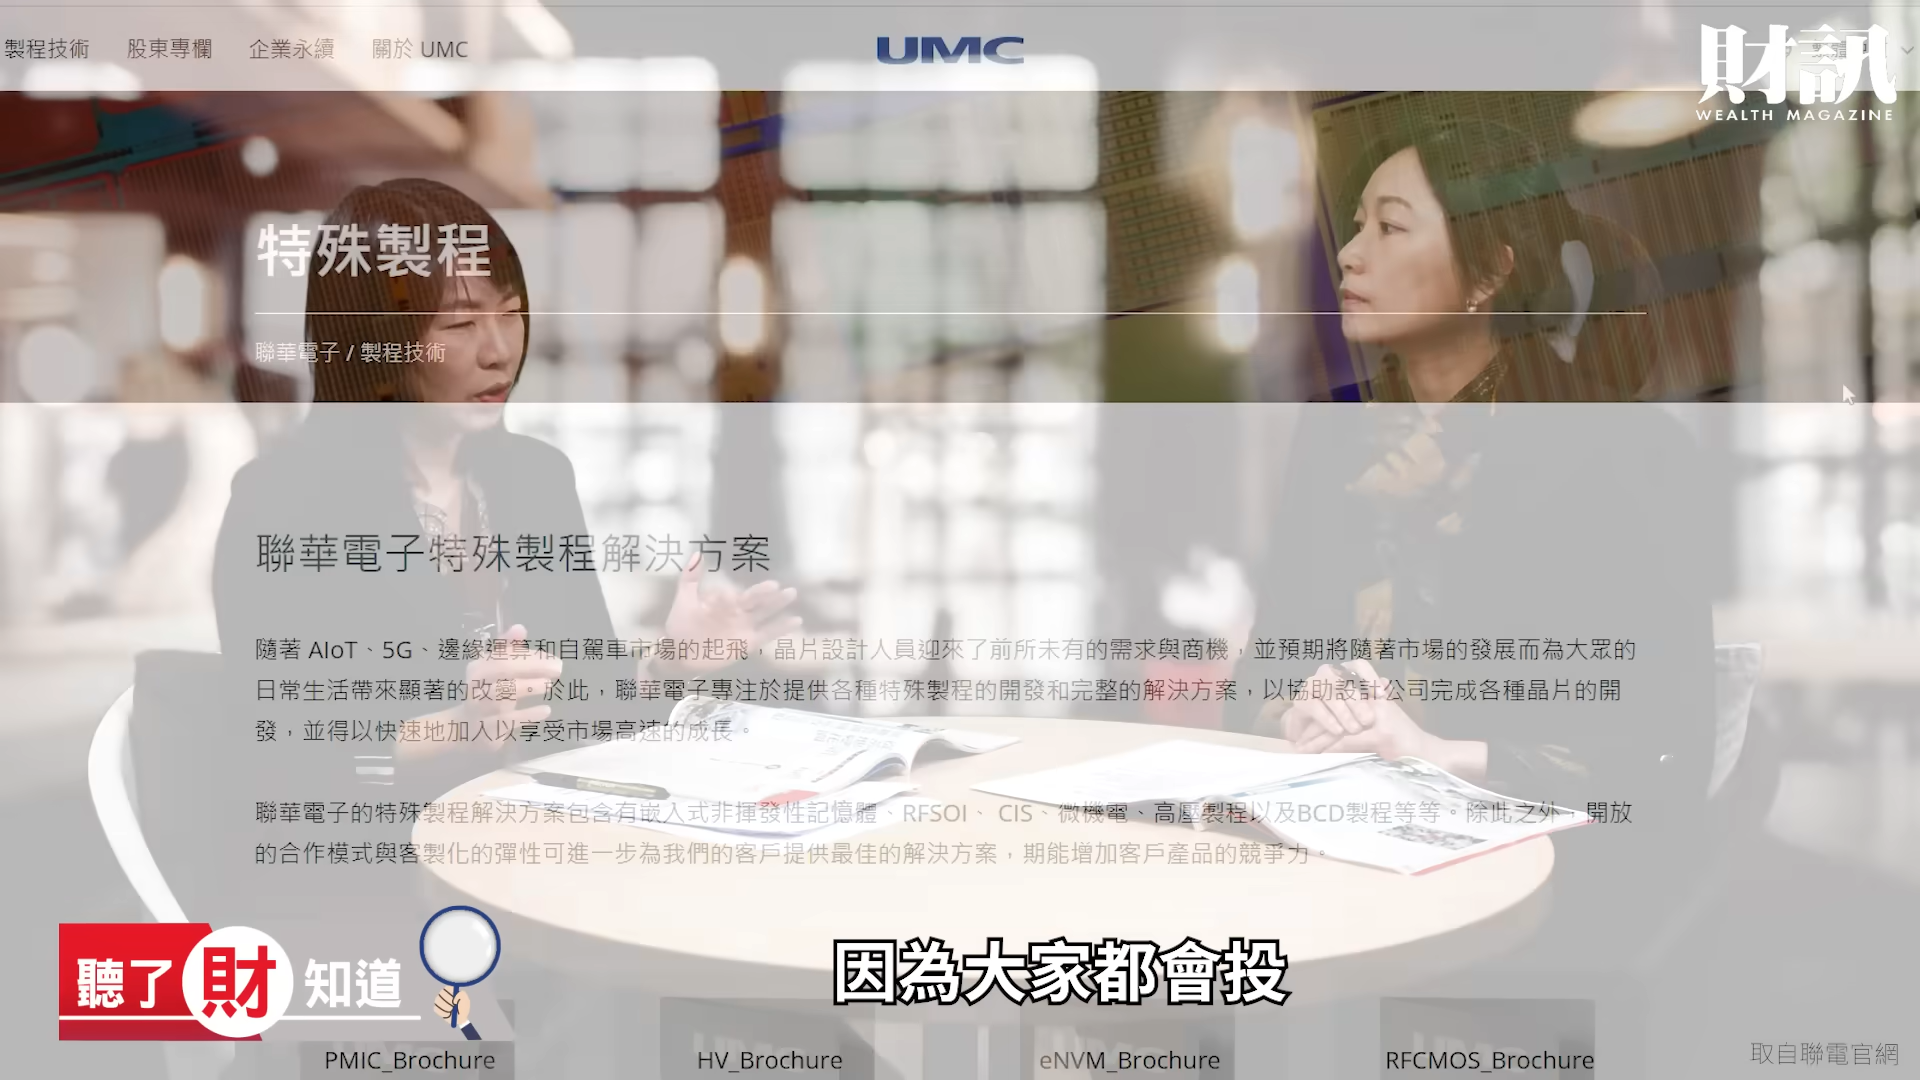 製程技術 股東專欄 企業永續 關於 UMC
UMC
財訊
WEALTH MAGAZINE
特殊製程
聯華電子 / 製程技術
聯華電子特殊製程解決方案
隨著 AIoT、5G、邊緣運算和自駕車市場的起飛，晶片設計人員迎來了前所未有的需求與商機，並預期將隨著市場的發展而為大眾的
日常生活帶來顯著的改變。於此，聯華電子專注於提供各種特殊製程的開發和完整的解決方案，以協助設計公司完成各種晶片的開
發，並得以快速地加入以享受市場高速的成長。
聯華電子的特殊製程解決方案包含有嵌入式非揮發性記憶體、RFSOI、 CIS、微機電、高壓製程以及BCD製程等等。除此之外，開放
的合作模式與客製化的彈性可進一步為我們的客戶提供最佳的解決方案，期能增加客戶產品的競爭力。
聽了財知道
因為大家都會投
PMIC_Brochure HV_Brochure eNVM_Brochure RFCMOS_Brochure
取自聯電官網